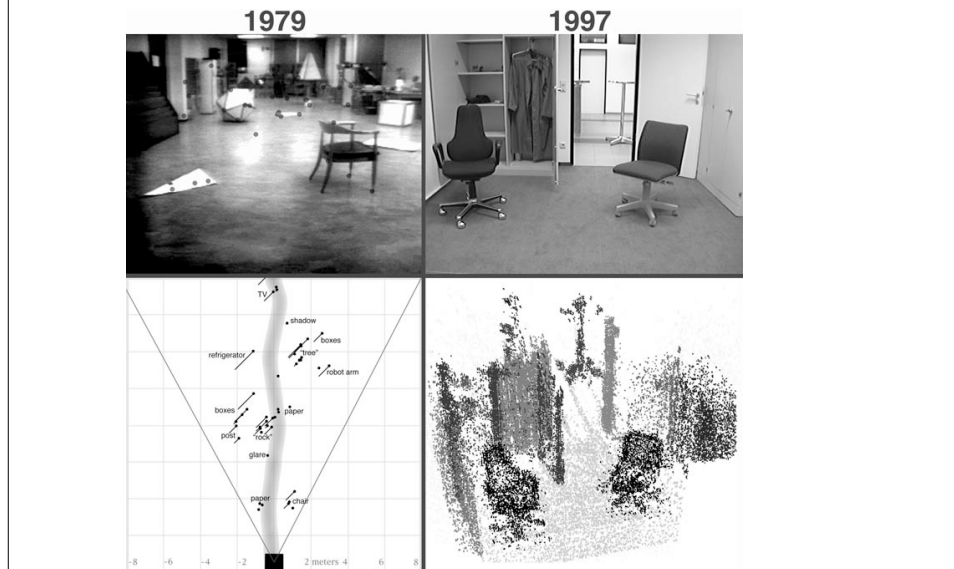 1979
1997
TV
shadow
boxes
refrigerator
"tree"
robot arm
boxes
paper
post
"rock"
glare
paper
chair
-8 -6 -4 -2 2 meters 4 6 8